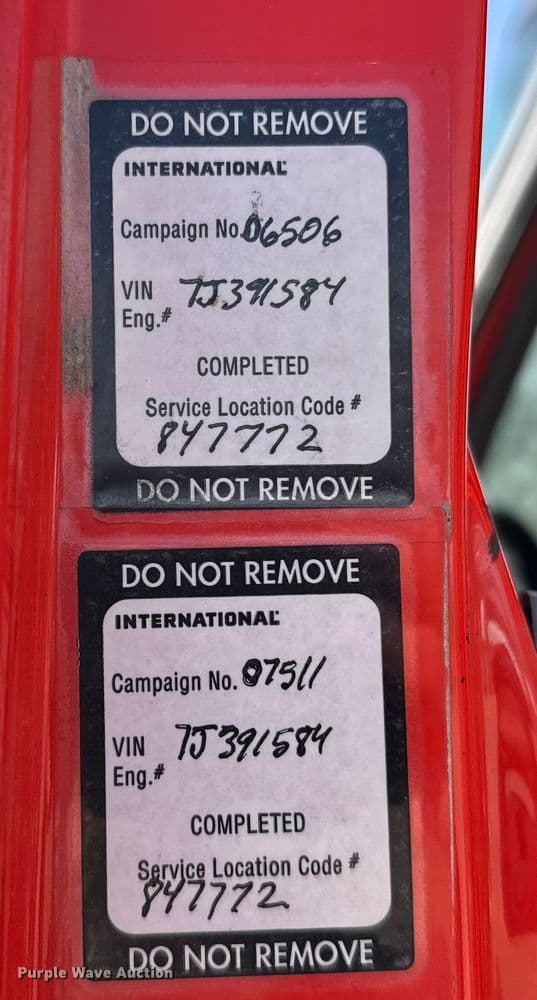 DO NOT REMOVE
INTERNATIONAL
Campaign No. 06506
VIN 7J391584
Eng.#
COMPLETED
Service Location Code #
847772
DO NOT REMOVE
DO NOT REMOVE
INTERNATIONAL
Campaign No. 07511
VIN 7J391584
Eng.#
COMPLETED
Service Location Code #
847772
DO NOT REMOVE
Purple Wave Auction